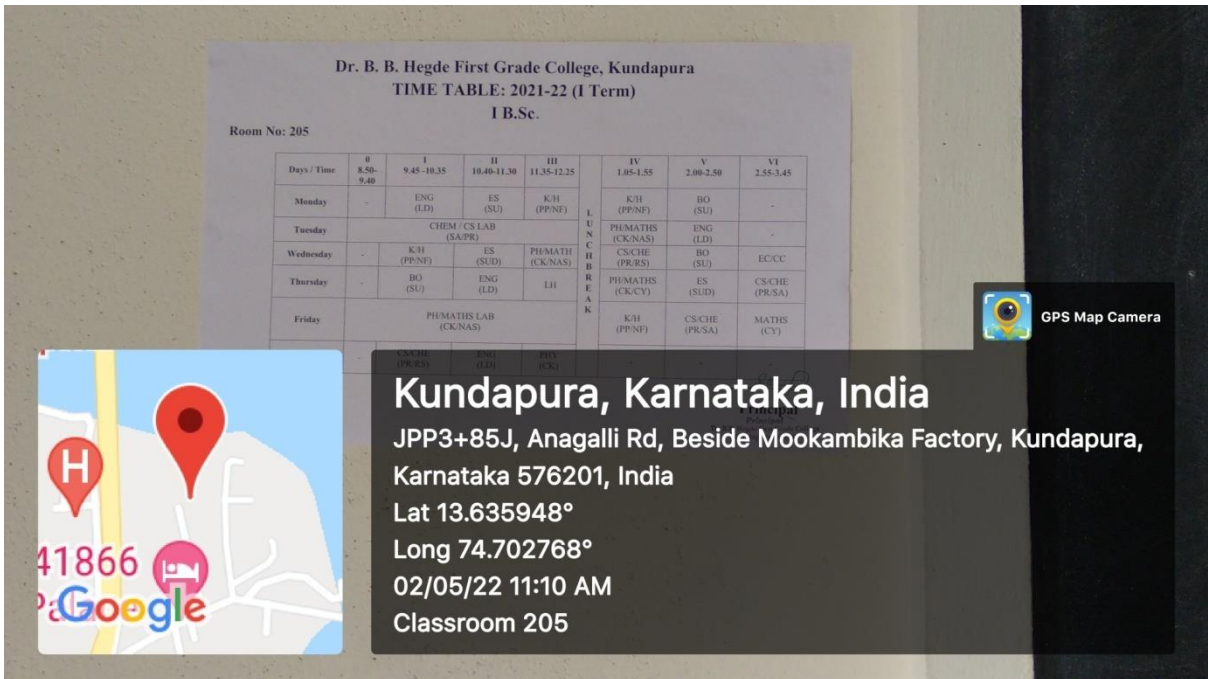 Dr. B. B. Hegde First Grade College, Kundapura
TIME TABLE: 2021-22 (I Term)
I B.Sc.
Room No: 205
Days / Time 0 8.50-9.40 I 9.45 -10.35 II 10.40-11.30 III 11.35-12.25 IV 1.05-1.55 V 2.00-2.50 VI 2.55-3.45
LUNCH BREAK
Monday - ENG (LD) ES (SU) K/H (PP/NF) K/H (PP/NF) BO (SU) -
Tuesday CHEM / CS LAB (SA/PR) PH/MATHS (CK/NAS) ENG (LD) -
Wednesday - K/H (PP/NF) ES (SUD) PH/MATH (CK/NAS) CS/CHE (PR/RS) BO (SU) EC/CC
Thursday - BO (SU) ENG (LD) LH PH/MATHS (CK/CY) ES (SUD) CS/CHE (PR/SA)
Friday PH/MATHS LAB (CK/NAS) K/H (PP/NF) CS/CHE (PR/SA) MATHS (CY)
- CS/CHE (PR/RS) ENG (LD) PHY (CK)
Principal
GPS Map Camera
Kundapura, Karnataka, India
JPP3+85J, Anagalli Rd, Beside Mookambika Factory, Kundapura,
Karnataka 576201, India
Lat 13.635948°
Long 74.702768°
02/05/22 11:10 AM
Classroom 205
H
41866
Google